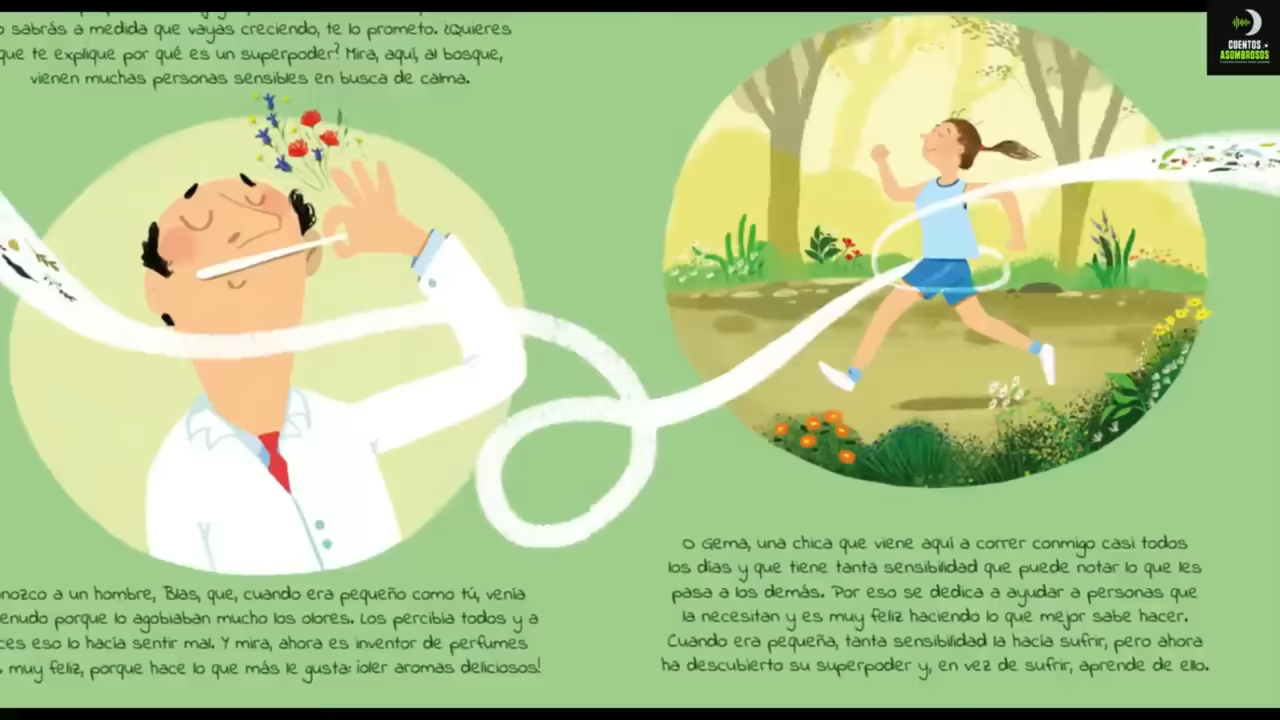 sabrás a medida que vayas creciendo, te lo prometo. ¿Quieres
que te explique por qué es un superpoder? Mira, aquí, al bosque,
vienen muchas personas sensibles en busca de calma.
a un hombre, Blas, que, cuando era pequeño como tú, venía
porque lo agobiaban mucho los olores. Los percibía todos y a
eso lo hacía sentir mal. Y mira, ahora es inventor de perfumes
muy feliz, porque hace lo que más le gusta: ¡oler aromas deliciosos!
O Gema, una chica que viene aquí a correr conmigo casi todos
los días y que tiene tanta sensibilidad que puede notar lo que les
pasa a los demás. Por eso se dedica a ayudar a personas que
la necesitan y es muy feliz haciendo lo que mejor sabe hacer.
Cuando era pequeña, tanta sensibilidad la hacía sufrir, pero ahora
ha descubierto su superpoder y, en vez de sufrir, aprende de ello.
CUENTOS
ASOMBROSOS